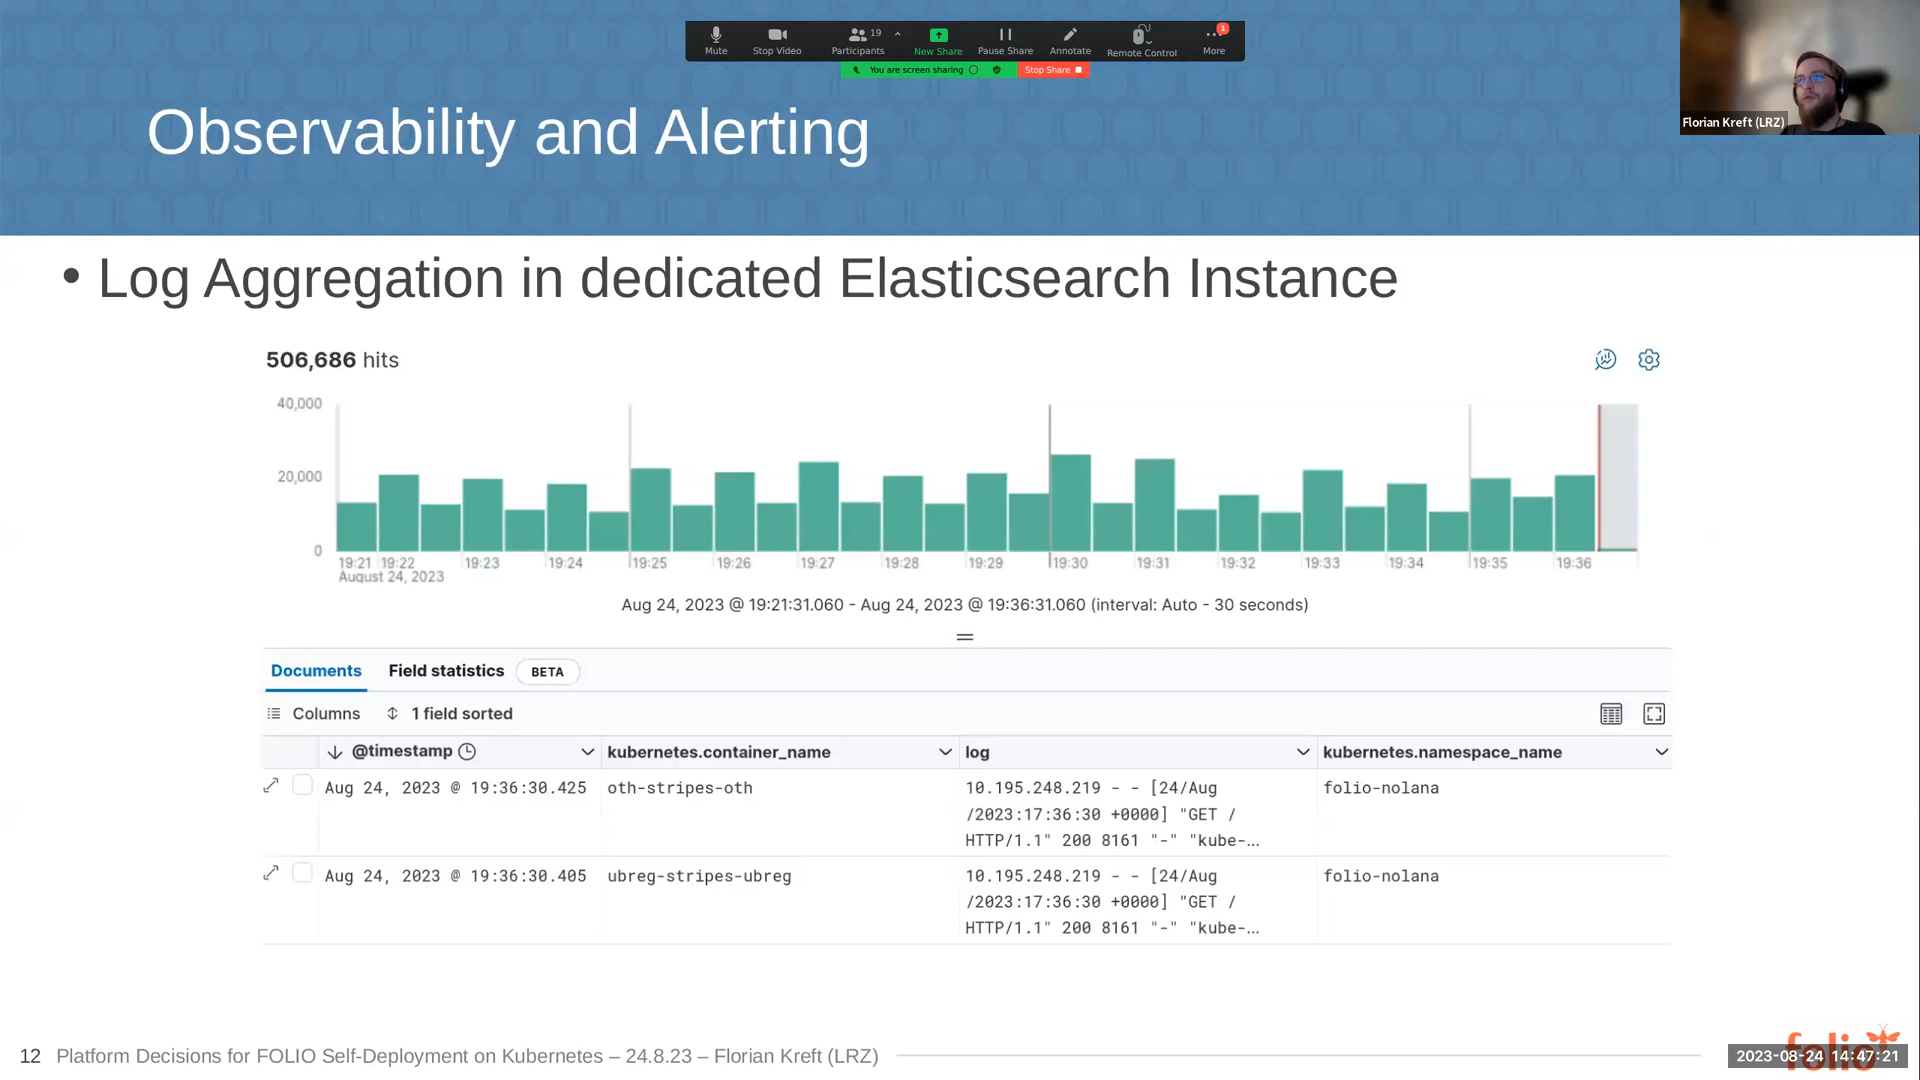 Mute Stop Video Participants 19 New Share Pause Share Annotate Remote Control More 1
You are screen sharing Stop Share
Florian Kreft (LRZ)
Observability and Alerting
• Log Aggregation in dedicated Elasticsearch Instance
506,686 hits
40,000
20,000
0
19:21 19:22 19:23 19:24 19:25 19:26 19:27 19:28 19:29 19:30 19:31 19:32 19:33 19:34 19:35 19:36
August 24, 2023
Aug 24, 2023 @ 19:21:31.060 - Aug 24, 2023 @ 19:36:31.060 (interval: Auto - 30 seconds)
Documents Field statistics BETA
Columns 1 field sorted
@timestamp kubernetes.container_name log kubernetes.namespace_name
Aug 24, 2023 @ 19:36:30.425 oth-stripes-oth 10.195.248.219 - - [24/Aug folio-nolana
/2023:17:36:30 +0000] "GET /
HTTP/1.1" 200 8161 "-" "kube-...
Aug 24, 2023 @ 19:36:30.405 ubreg-stripes-ubreg 10.195.248.219 - - [24/Aug folio-nolana
/2023:17:36:30 +0000] "GET /
HTTP/1.1" 200 8161 "-" "kube-...
12 Platform Decisions for FOLIO Self-Deployment on Kubernetes – 24.8.23 – Florian Kreft (LRZ)
folio
2023-08-24 14:47:21